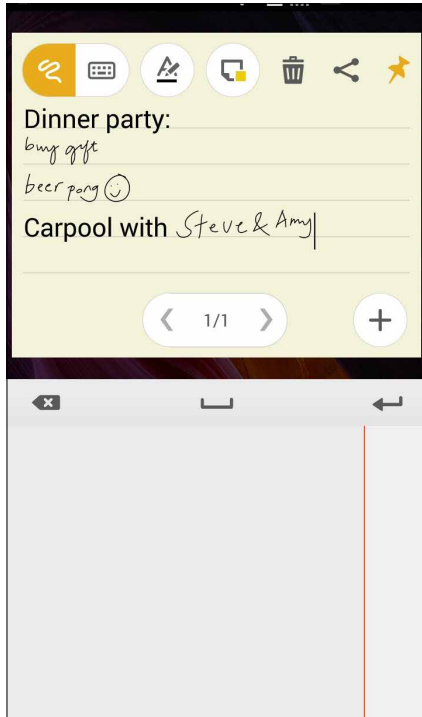 Dinner party:
buy gift
beer pong ☺
Carpool with Steve & Amy
1/1